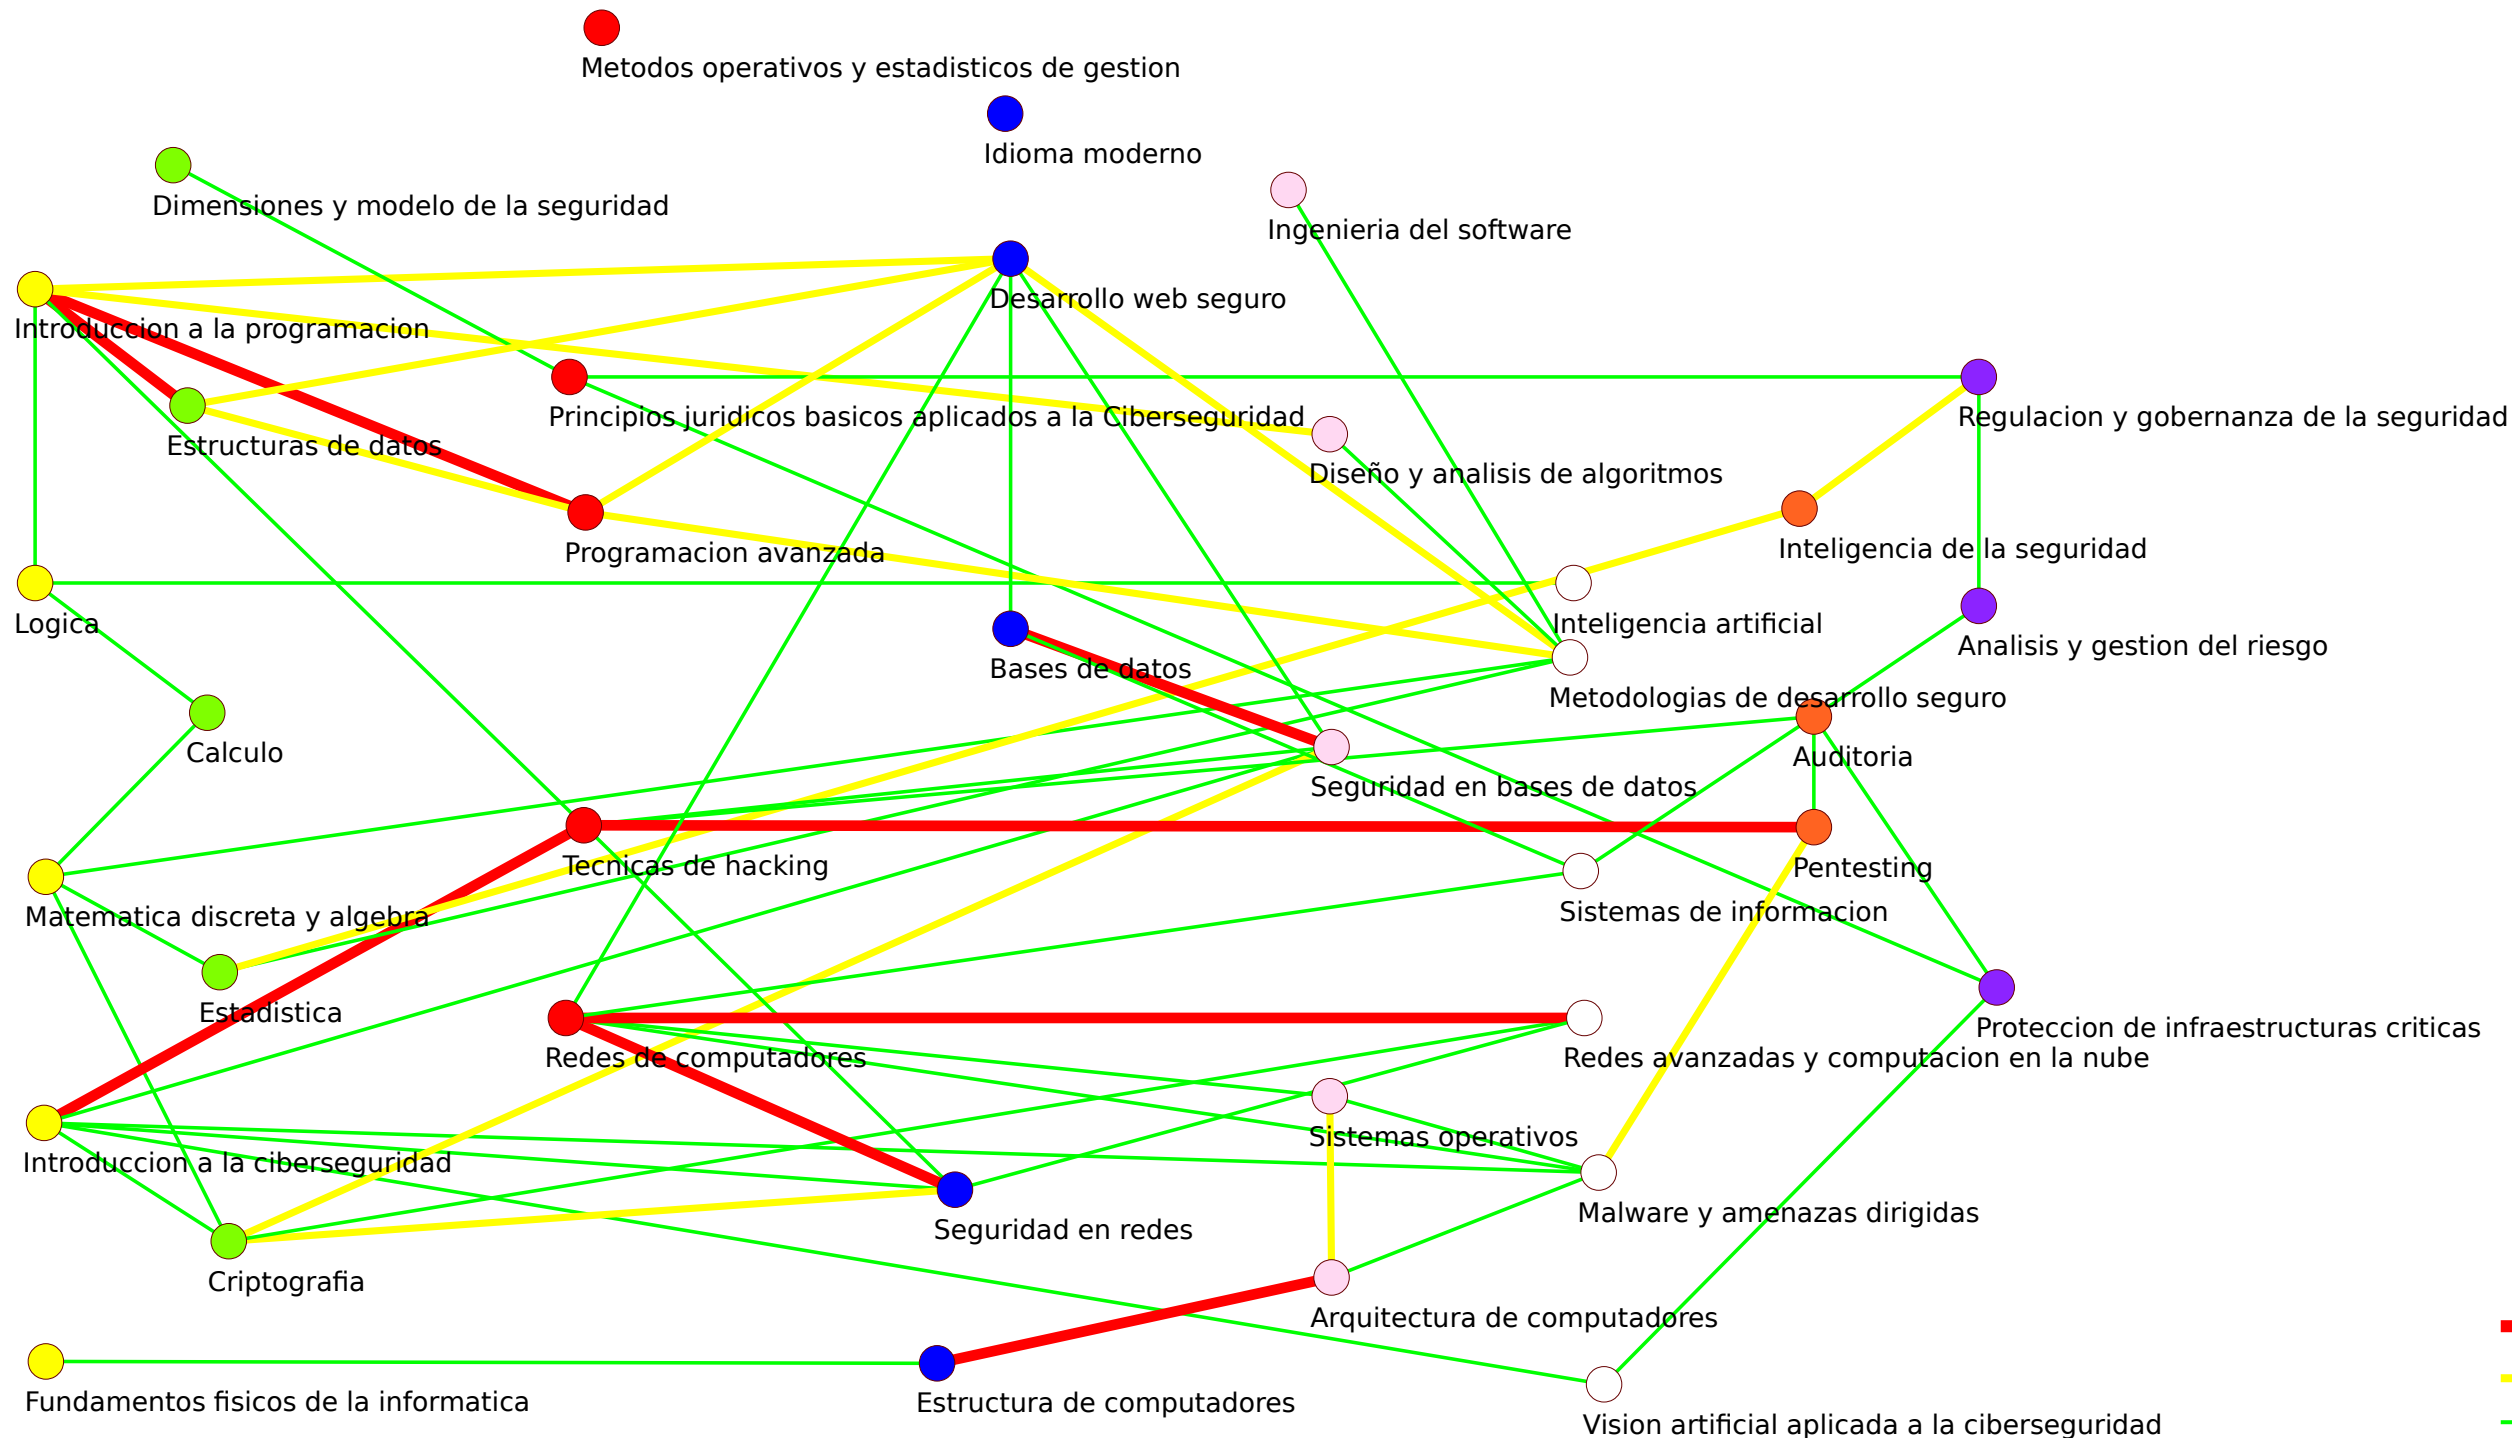 Metodos operativos y estadisticos de gestion
Idioma moderno
Dimensiones y modelo de la seguridad
Ingenieria del software
Desarrollo web seguro
Introduccion a la programacion
Principios juridicos basicos aplicados a la Ciberseguridad
Regulacion y gobernanza de la seguridad
Estructuras de datos
Diseño y analisis de algoritmos
Programacion avanzada
Inteligencia de la seguridad
Logica
Inteligencia artificial
Analisis y gestion del riesgo
Bases de datos
Metodologias de desarrollo seguro
Calculo
Auditoria
Seguridad en bases de datos
Tecnicas de hacking
Pentesting
Sistemas de informacion
Matematica discreta y algebra
Estadistica
Proteccion de infraestructuras criticas
Redes de computadores
Redes avanzadas y computacion en la nube
Sistemas operativos
Introduccion a la ciberseguridad
Malware y amenazas dirigidas
Seguridad en redes
Criptografia
Arquitectura de computadores
Fundamentos fisicos de la informatica
Estructura de computadores
Vision artificial aplicada a la ciberseguridad